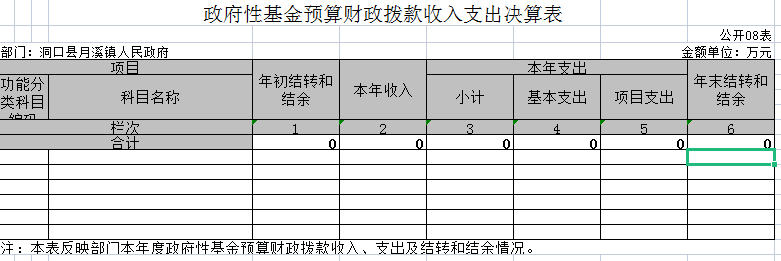 政府性基金预算财政拨款收入支出决算表
公开08表
部门：洞口县月溪镇人民政府 金额单位：万元
项目 年初结转和结余 本年收入 本年支出 年末结转和结余
功能分类科目编码 科目名称 小计 基本支出 项目支出
栏次 1 2 3 4 5 6
合计 0 0 0 0 0 0
注：本表反映部门本年度政府性基金预算财政拨款收入、支出及结转和结余情况。